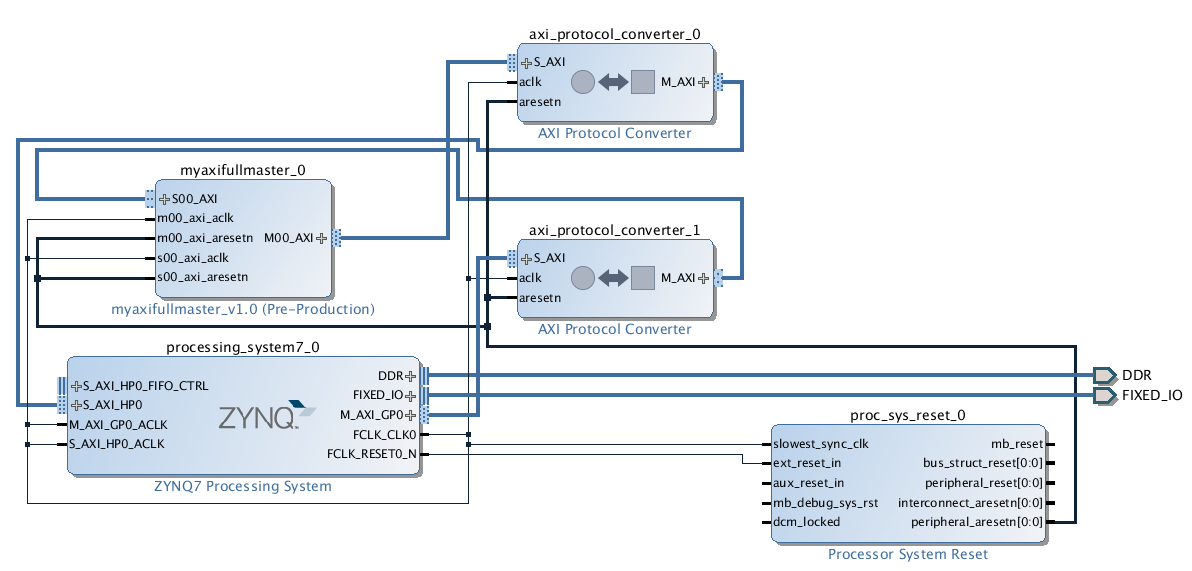 axi_protocol_converter_0
S_AXI
aclk
aresetn
M_AXI
AXI Protocol Converter
myaxifullmaster_0
S00_AXI
m00_axi_aclk
m00_axi_aresetn
s00_axi_aclk
s00_axi_aresetn
M00_AXI
myaxifullmaster_v1.0 (Pre-Production)
axi_protocol_converter_1
S_AXI
aclk
aresetn
M_AXI
AXI Protocol Converter
processing_system7_0
S_AXI_HP0_FIFO_CTRL
S_AXI_HP0
M_AXI_GP0_ACLK
S_AXI_HP0_ACLK
ZYNQ
DDR
FIXED_IO
M_AXI_GP0
FCLK_CLK0
FCLK_RESET0_N
ZYNQ7 Processing System
DDR
FIXED_IO
proc_sys_reset_0
slowest_sync_clk
ext_reset_in
aux_reset_in
mb_debug_sys_rst
dcm_locked
mb_reset
bus_struct_reset[0:0]
peripheral_reset[0:0]
interconnect_aresetn[0:0]
peripheral_aresetn[0:0]
Processor System Reset